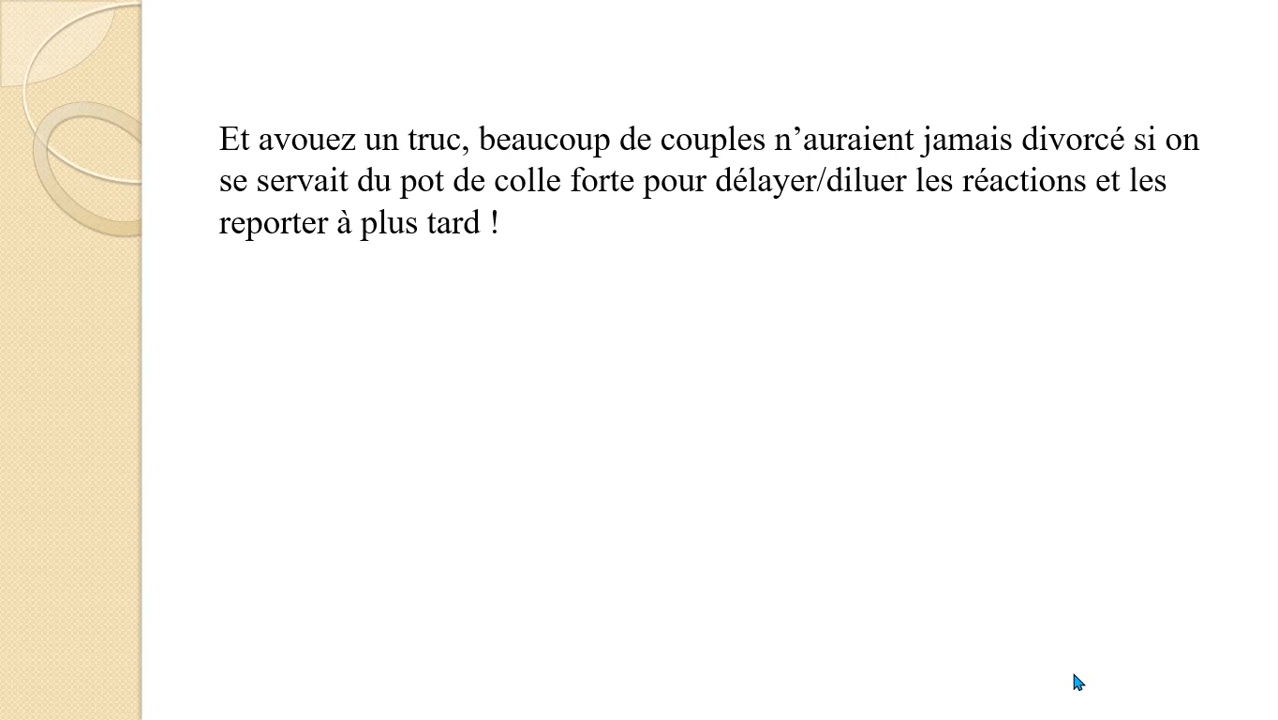 Et avouez un truc, beaucoup de couples n’auraient jamais divorcé si on
se servait du pot de colle forte pour délayer/diluer les réactions et les
reporter à plus tard !